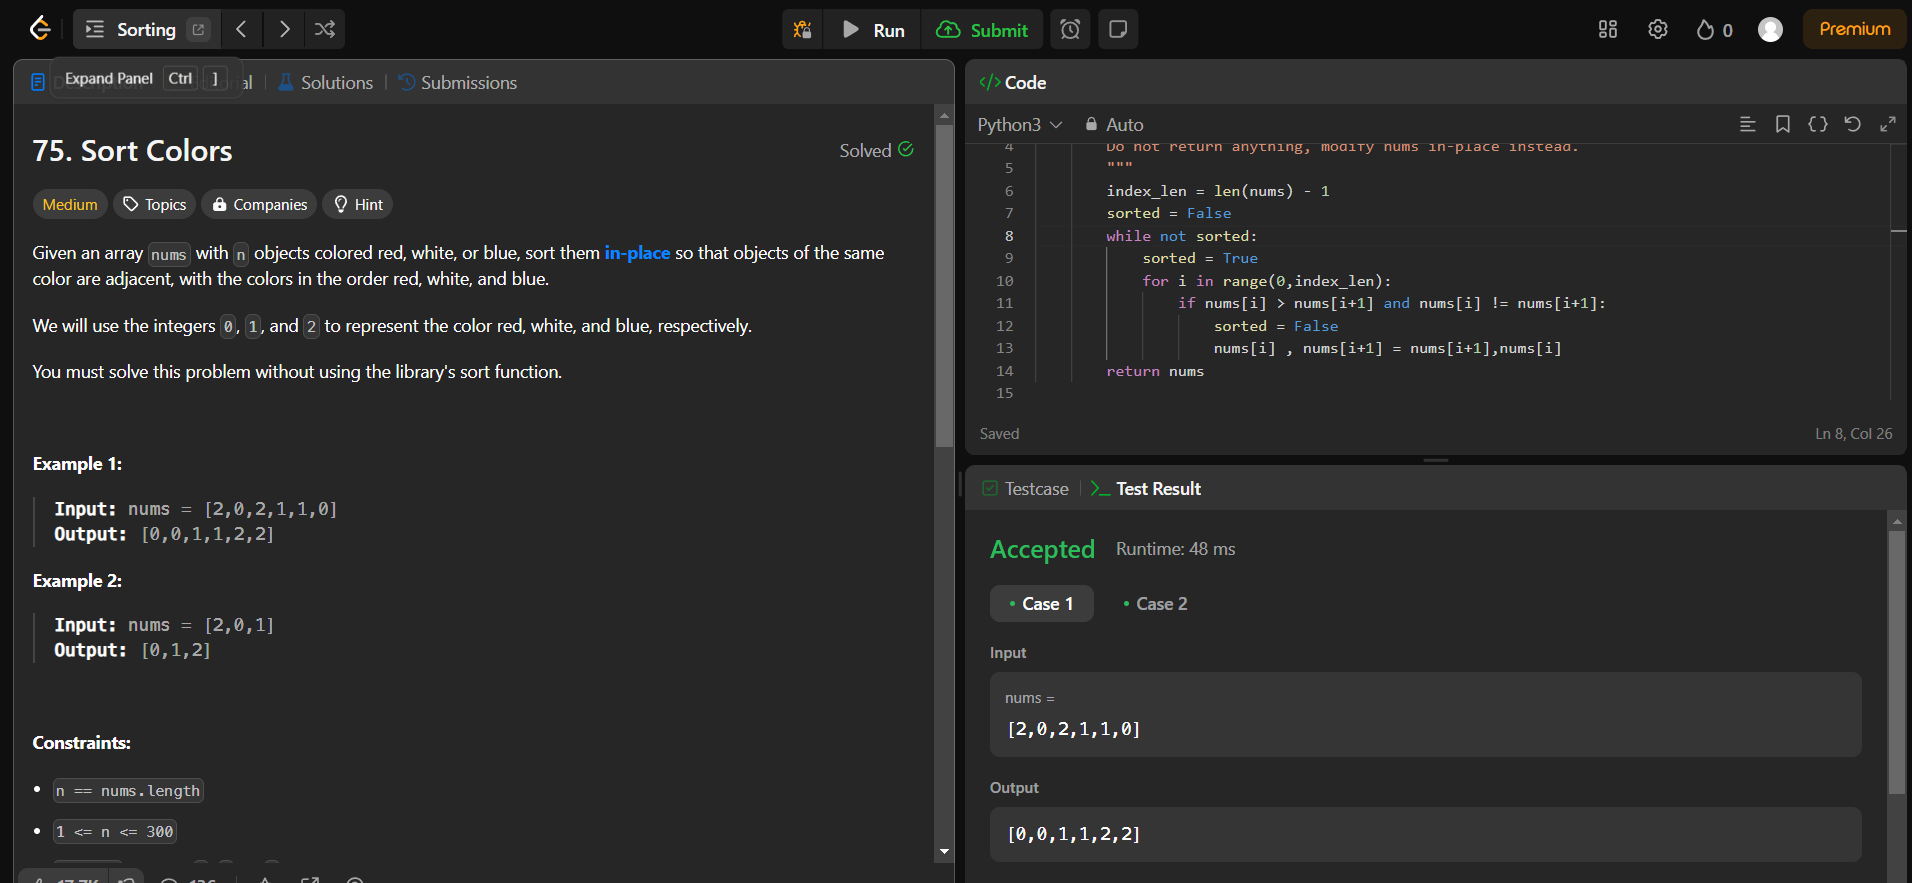 Sorting
Run
Submit
0
Premium
Expand Panel Ctrl ]
Solutions
Submissions
75. Sort Colors
Solved
Medium
Topics
Companies
Hint
Given an array nums with n objects colored red, white, or blue, sort them in-place so that objects of the same
color are adjacent, with the colors in the order red, white, and blue.
We will use the integers 0, 1, and 2 to represent the color red, white, and blue, respectively.
You must solve this problem without using the library's sort function.
Example 1:
Input: nums = [2,0,2,1,1,0]
Output: [0,0,1,1,2,2]
Example 2:
Input: nums = [2,0,1]
Output: [0,1,2]
Constraints:
• n == nums.length
• 1 <= n <= 300
</> Code
Python3
Auto
4 Do not return anything, modify nums in-place instead.
5 """
6 index_len = len(nums) - 1
7 sorted = False
8 while not sorted:
9 sorted = True
10 for i in range(0,index_len):
11 if nums[i] > nums[i+1] and nums[i] != nums[i+1]:
12 sorted = False
13 nums[i] , nums[i+1] = nums[i+1],nums[i]
14 return nums
15
Saved
Ln 8, Col 26
Testcase
>_ Test Result
Accepted
Runtime: 48 ms
• Case 1
• Case 2
Input
nums =
[2,0,2,1,1,0]
Output
[0,0,1,1,2,2]